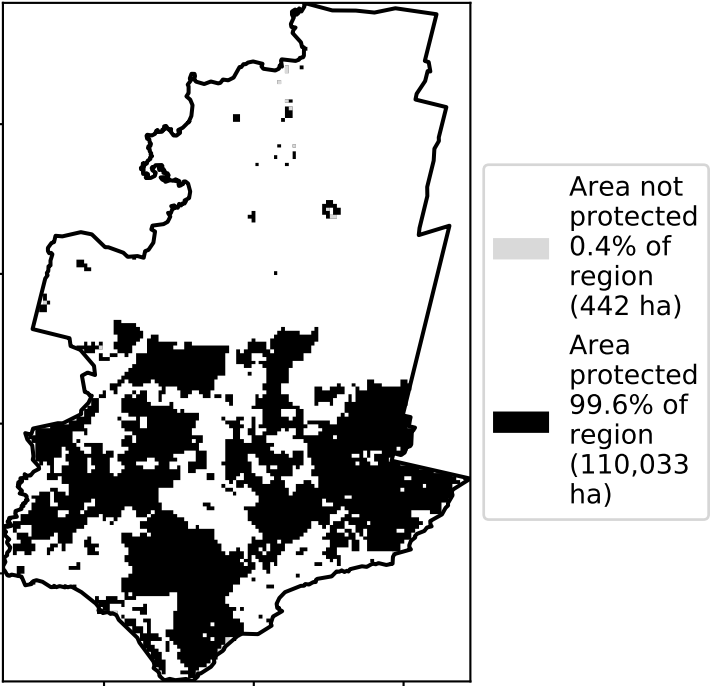 Area not
protected
0.4% of
region
(442 ha)
Area
protected
99.6% of
region
(110,033
ha)